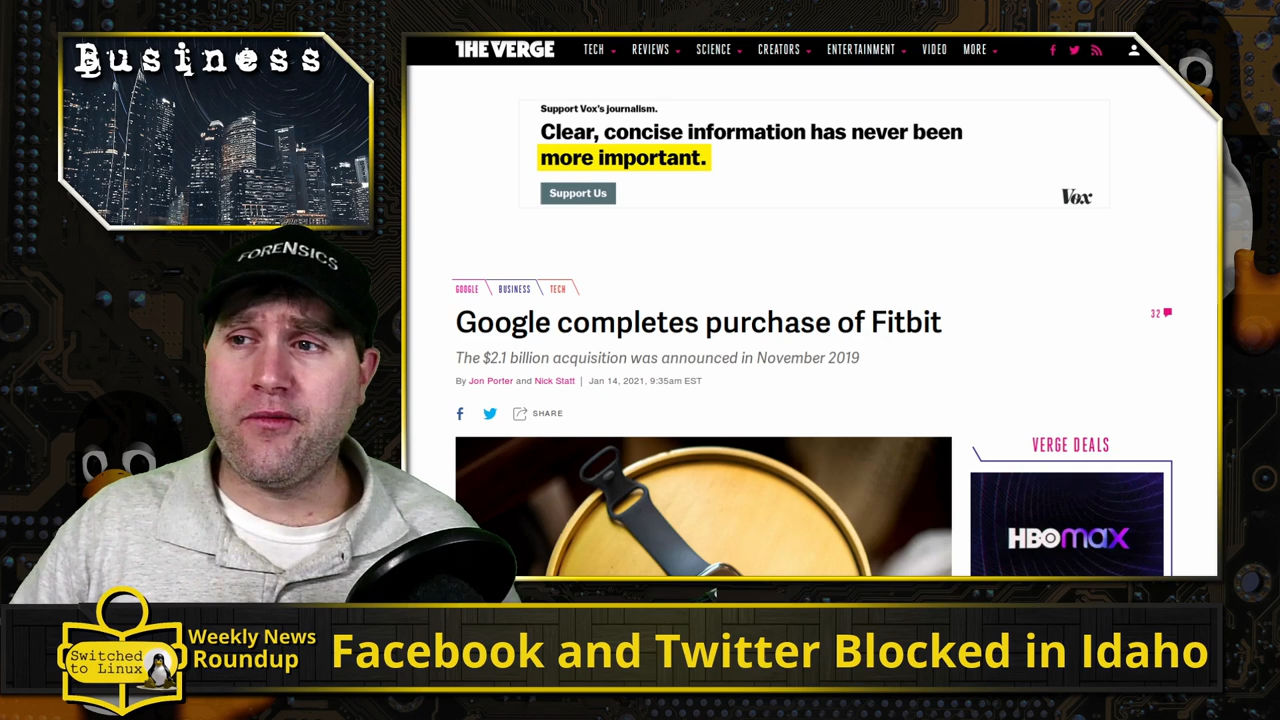 Business
FORENSICS
THE VERGE TECH REVIEWS SCIENCE CREATORS ENTERTAINMENT VIDEO MORE
Support Vox's journalism.
Clear, concise information has never been
more important.
Support Us
Vox
GOOGLE BUSINESS TECH
Google completes purchase of Fitbit
32
The $2.1 billion acquisition was announced in November 2019
By Jon Porter and Nick Statt | Jan 14, 2021, 9:35am EST
SHARE
VERGE DEALS
HBOmax
Switched
to Linux
Weekly News
Roundup
Facebook and Twitter Blocked in Idaho